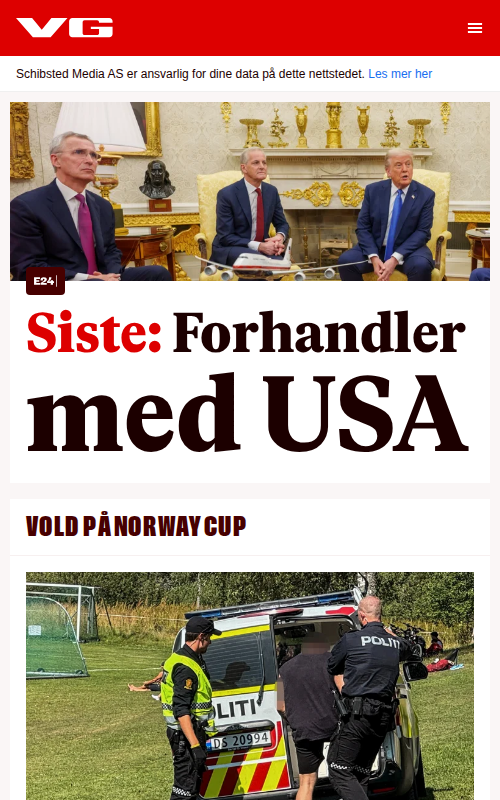 VG
Schibsted Media AS er ansvarlig for dine data på dette nettstedet. Les mer her
E24
Siste: Forhandler
med USA
VOLD PÅ NORWAY CUP
POLITI
POLITI
DS 20994